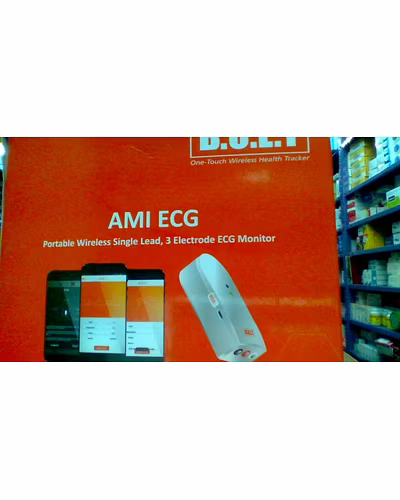 One-Touch Wireless Health Tracker
AMI ECG
Portable Wireless Single Lead, 3 Electrode ECG Monitor